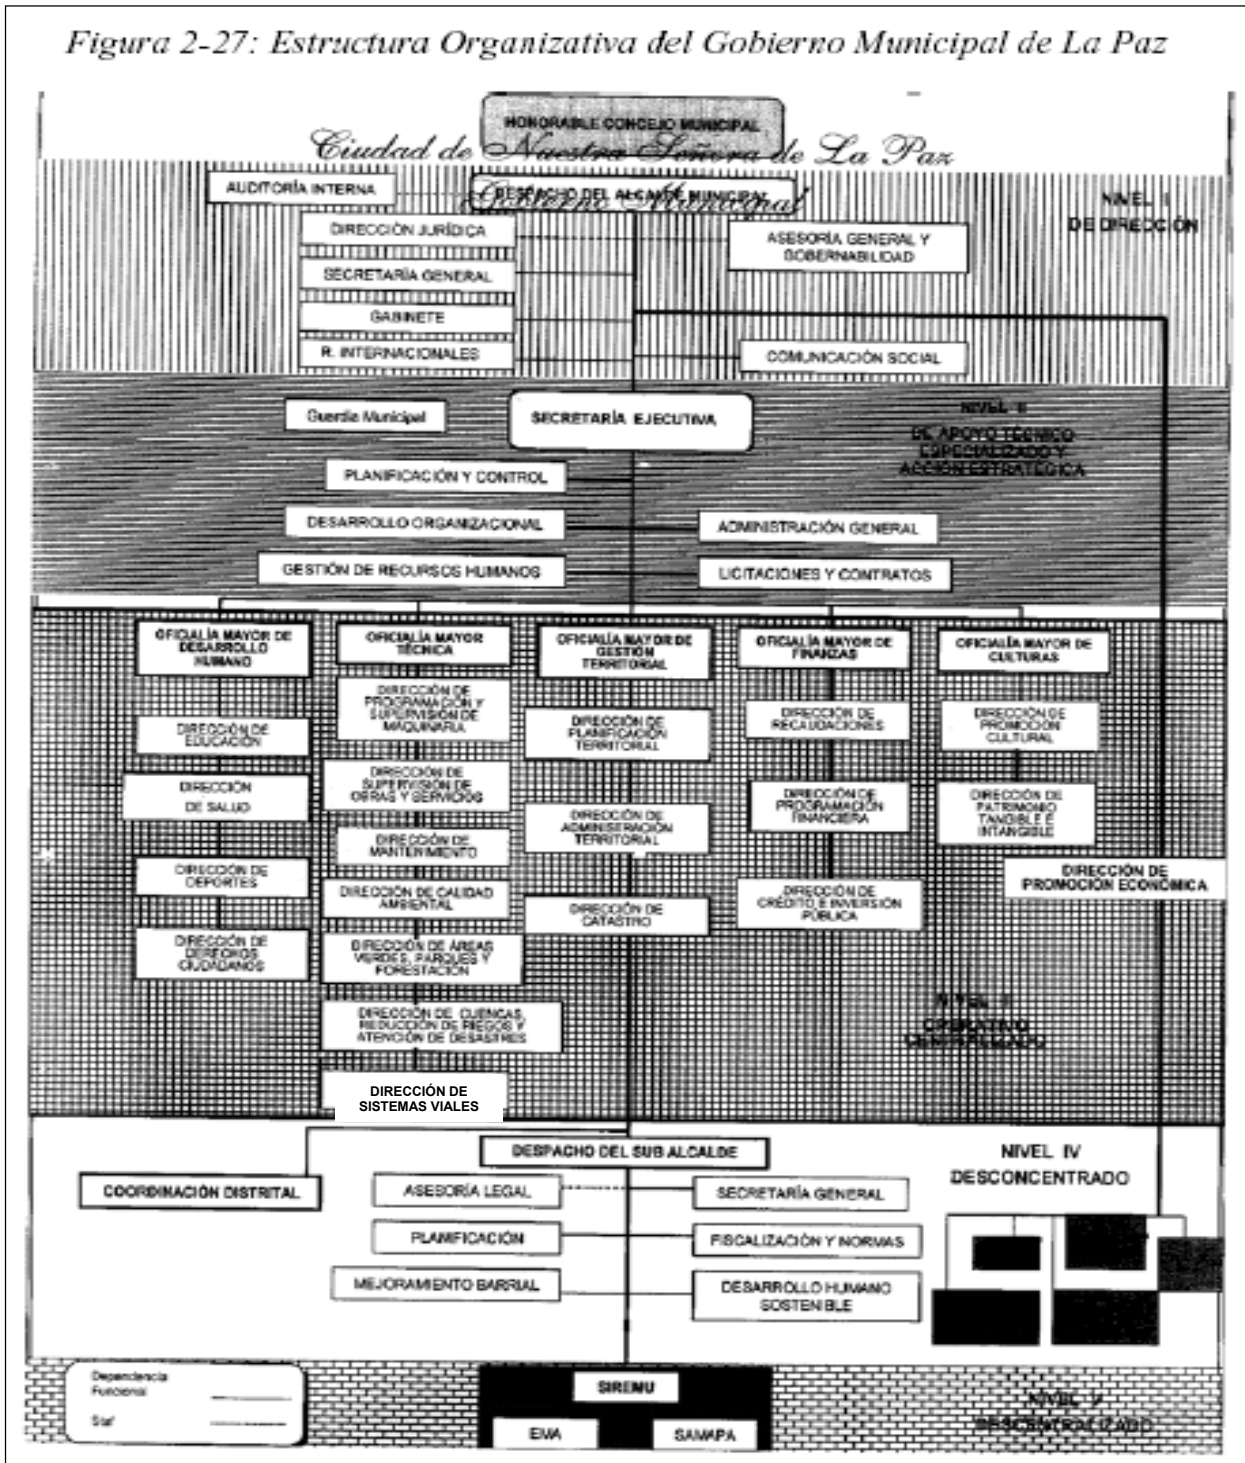 Figura 2-27: Estructura Organizativa del Gobierno Municipal de La Paz
HONORABLE CONCEJO MUNICIPAL
Ciudad de Nuestra Señora de La Paz
AUDITORÍA INTERNA
DESPACHO DEL ALCALDE MUNICIPAL
Gobierno Municipal
NIVEL I
DE DIRECCIÓN
DIRECCIÓN JURÍDICA
ASESORÍA GENERAL Y
GOBERNABILIDAD
SECRETARÍA GENERAL
GABINETE
R. INTERNACIONALES
COMUNICACIÓN SOCIAL
Guardia Municipal
SECRETARÍA EJECUTIVA
NIVEL II
DE APOYO TÉCNICO
ESPECIALIZADO Y
ACCIÓN ESTRATÉGICA
PLANIFICACIÓN Y CONTROL
DESARROLLO ORGANIZACIONAL
ADMINISTRACIÓN GENERAL
GESTIÓN DE RECURSOS HUMANOS
LICITACIONES Y CONTRATOS
OFICIALÍA MAYOR DE
DESARROLLO
HUMANO
DIRECCIÓN DE
EDUCACIÓN
DIRECCIÓN
DE SALUD
DIRECCIÓN DE
DEPORTES
DIRECCIÓN DE
DERECHOS
CIUDADANOS
OFICIALÍA MAYOR
TÉCNICA
DIRECCIÓN DE
PROGRAMACIÓN Y
SUPERVISIÓN DE
MAQUINARIA
DIRECCIÓN DE
SUPERVISIÓN DE
OBRAS Y SERVICIOS
DIRECCIÓN DE
MANTENIMIENTO
DIRECCIÓN DE CALIDAD
AMBIENTAL
DIRECCIÓN DE ÁREAS
VERDES, PARQUES Y
FORESTACIÓN
DIRECCIÓN DE CUENCAS,
REDUCCIÓN DE RIEGOS Y
ATENCIÓN DE DESASTRES
DIRECCIÓN DE
SISTEMAS VIALES
OFICIALÍA MAYOR DE
GESTIÓN
TERRITORIAL
DIRECCIÓN DE
PLANIFICACIÓN
TERRITORIAL
DIRECCIÓN DE
ADMINISTRACIÓN
TERRITORIAL
DIRECCIÓN DE
CATASTRO
OFICIALÍA MAYOR DE
FINANZAS
DIRECCIÓN DE
RECAUDACIONES
DIRECCIÓN DE
PROGRAMACIÓN
FINANCIERA
DIRECCIÓN DE
CRÉDITO E INVERSIÓN
PÚBLICA
OFICIALÍA MAYOR DE
CULTURAS
DIRECCIÓN DE
PROMOCIÓN
CULTURAL
DIRECCIÓN DE
PATRIMONIO
TANGIBLE E
INTANGIBLE
DIRECCIÓN DE
PROMOCIÓN ECONÓMICA
NIVEL III
OPERATIVO
CENTRALIZADO
DESPACHO DEL SUB ALCALDE
NIVEL IV
DESCONCENTRADO
COORDINACIÓN DISTRITAL
ASESORÍA LEGAL
SECRETARÍA GENERAL
PLANIFICACIÓN
FISCALIZACIÓN Y NORMAS
MEJORAMIENTO BARRIAL
DESARROLLO HUMANO
SOSTENIBLE
Dependencia
Funcional
Staf
SIREMU
EMA
SAMAPA
NIVEL V
DESCENTRALIZADO